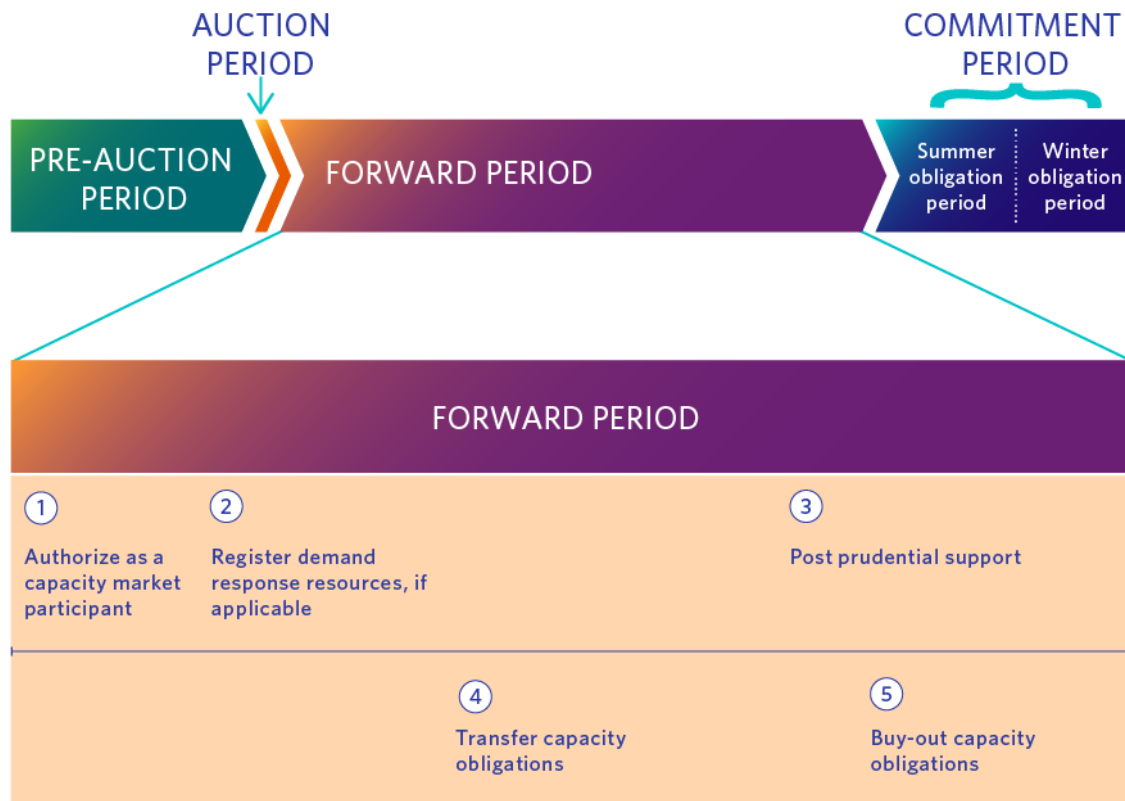 AUCTION
PERIOD
COMMITMENT
PERIOD
PRE-AUCTION
PERIOD
FORWARD PERIOD
Summer
obligation
period
Winter
obligation
period
FORWARD PERIOD
1
Authorize as a
capacity market
participant
2
Register demand
response resources, if
applicable
3
Post prudential support
4
Transfer capacity
obligations
5
Buy-out capacity
obligations